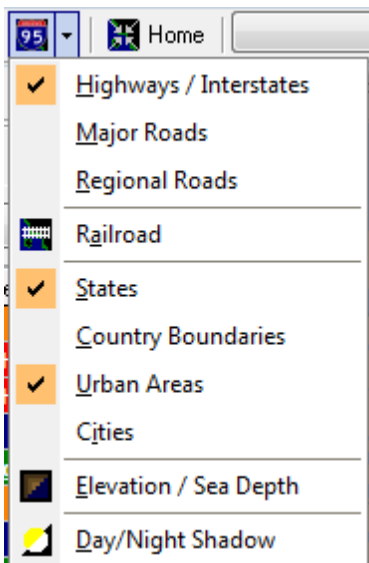 95 Home
Highways / Interstates
Major Roads
Regional Roads
Railroad
States
Country Boundaries
Urban Areas
Cities
Elevation / Sea Depth
Day/Night Shadow